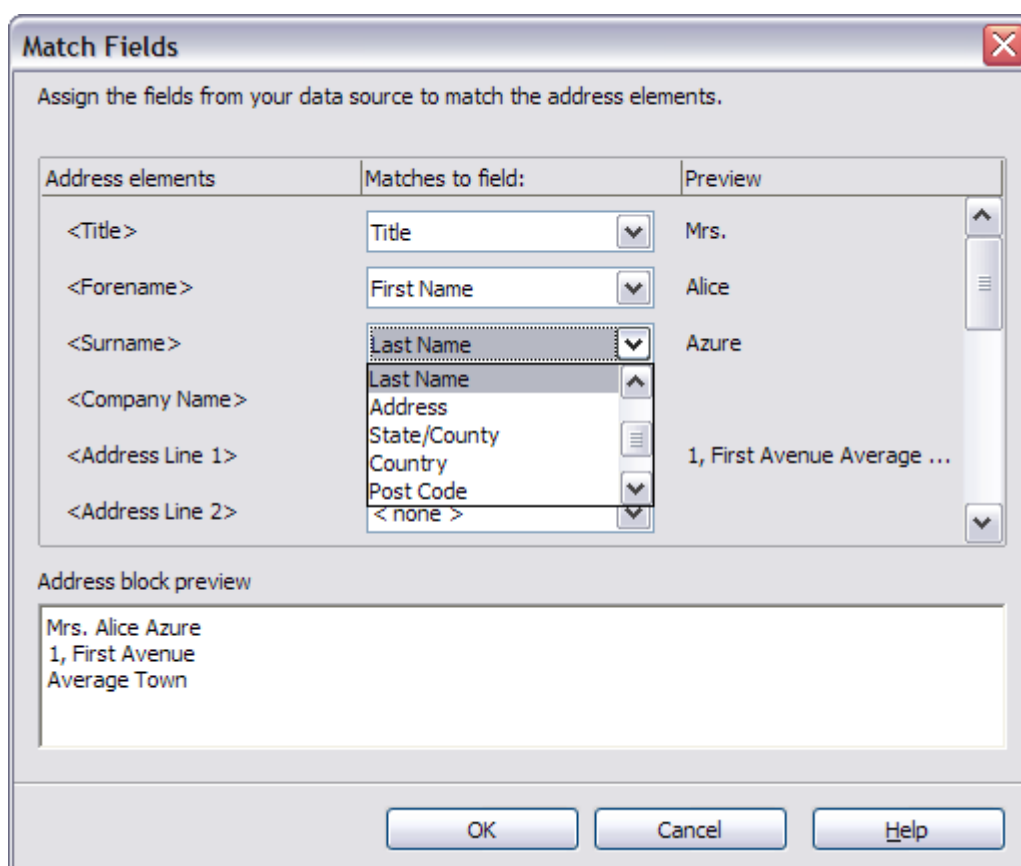 Match Fields
Assign the fields from your data source to match the address elements.
Address elements Matches to field: Preview
<Title> Title Mrs.
<Forename> First Name Alice
<Surname> Last Name Azure
Last Name
<Company Name>
Address
State/County
<Address Line 1> 1, First Avenue Average ...
Country
Post Code
<Address Line 2> < none >
Address block preview
Mrs. Alice Azure
1, First Avenue
Average Town
OK Cancel Help